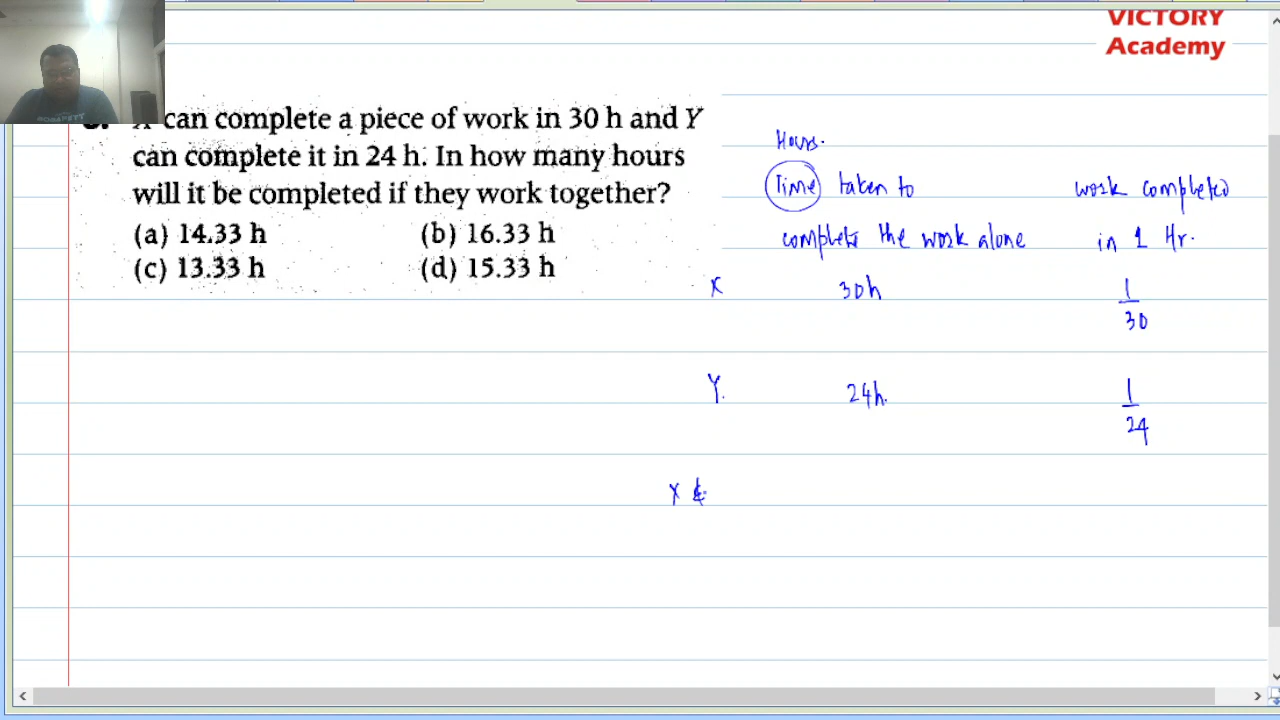 VICTORY
Academy
can complete a piece of work in 30 h and Y
can complete it in 24 h. In how many hours
will it be completed if they work together?
(a) 14.33 h (b) 16.33 h
(c) 13.33 h (d) 15.33 h
Hours.
Time taken to work completed
complete the work alone in 1 Hr.
X 30h 1/30
Y. 24h. 1/24
X &